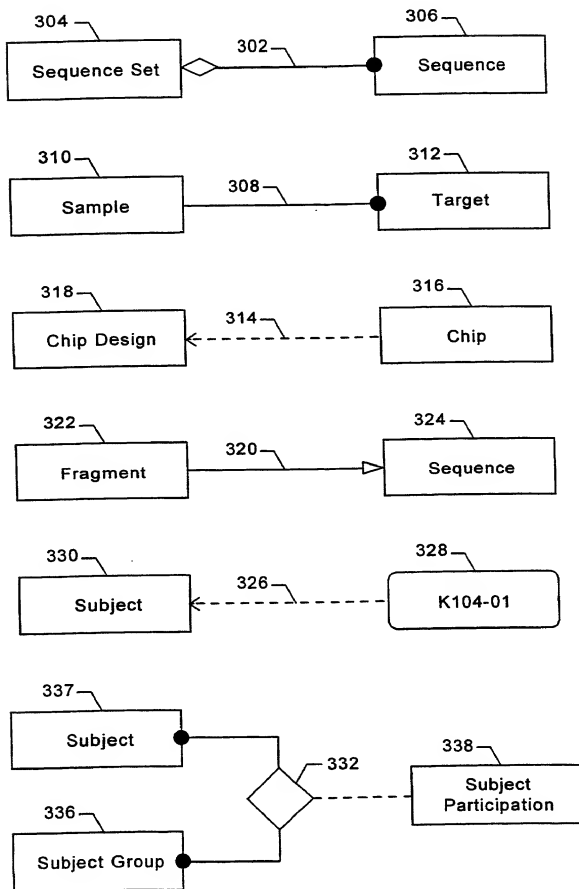 304
302
306
Sequence Set
Sequence
310
308
312
Sample
Target
318
314
316
Chip Design
Chip
322
320
324
Fragment
Sequence
330
326
328
Subject
K104-01
337
Subject
332
338
Subject
Participation
336
Subject Group